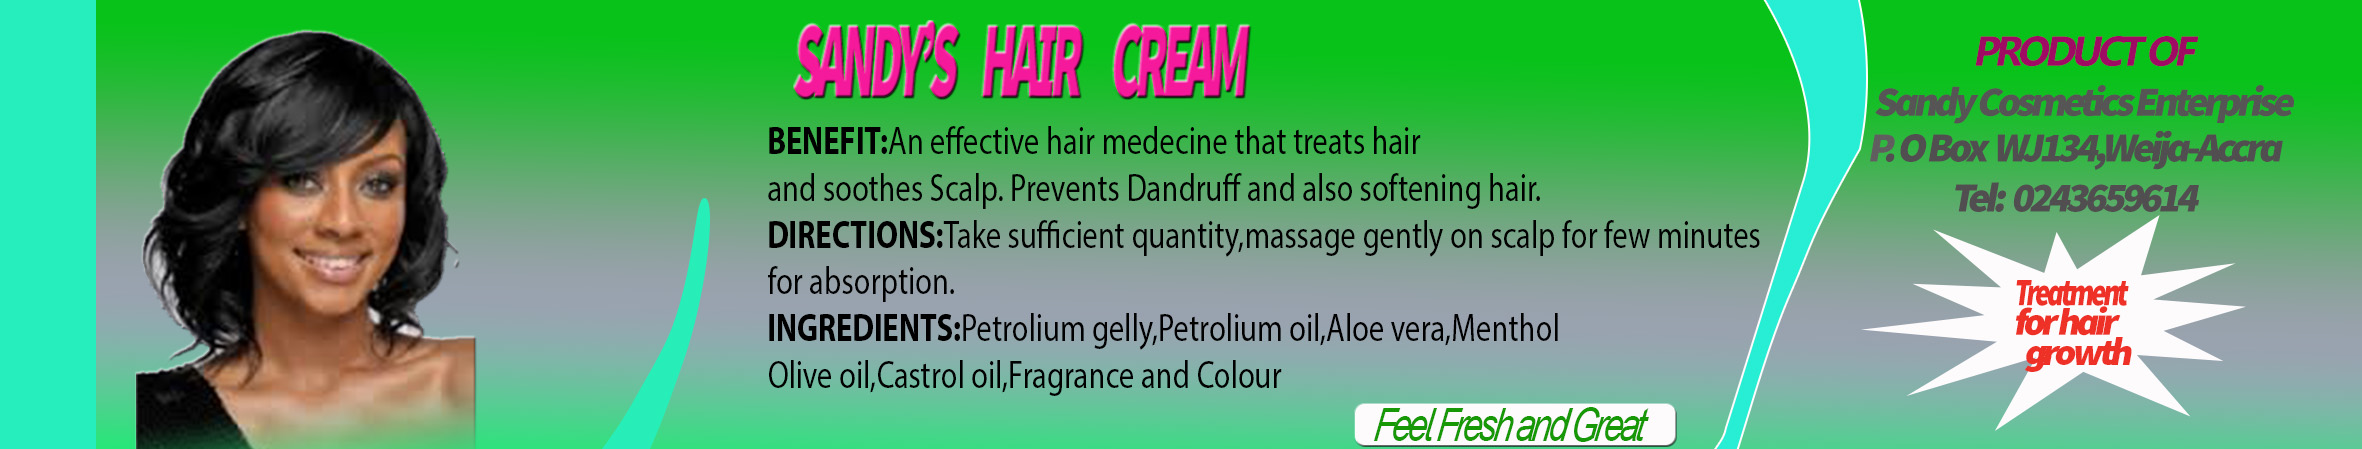 SANDY'S HAIR CREAM
BENEFIT:An effective hair medecine that treats hair
and soothes Scalp. Prevents Dandruff and also softening hair.
DIRECTIONS:Take sufficient quantity,massage gently on scalp for few minutes
for absorption.
INGREDIENTS:Petrolium gelly,Petrolium oil,Aloe vera,Menthol
Olive oil,Castrol oil,Fragrance and Colour
Feel Fresh and Great
PRODUCT OF
Sandy Cosmetics Enterprise
P. O Box WJ134,Weija-Accra
Tel: 0243659614
Treatment
for hair
growth